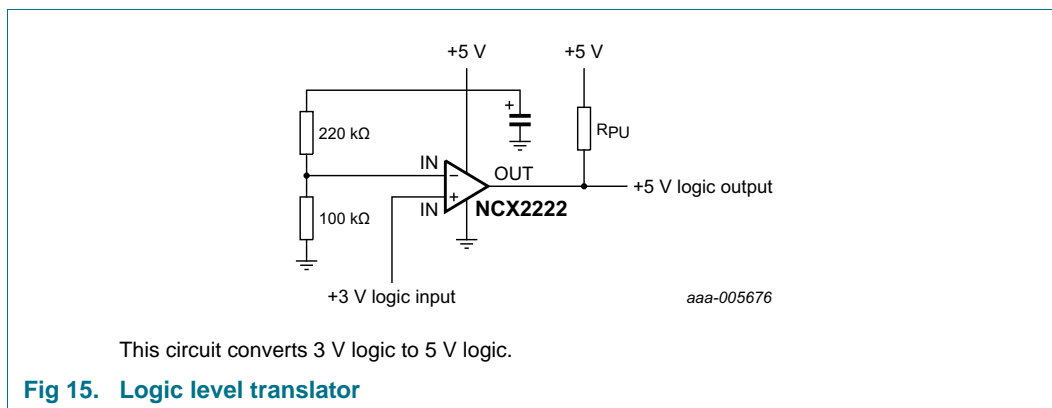 +5 V
+5 V
+
220 kΩ
RPU
IN
−
OUT
+5 V logic output
+
IN
NCX2222
100 kΩ
+3 V logic input
aaa-005676
This circuit converts 3 V logic to 5 V logic.
Fig 15. Logic level translator